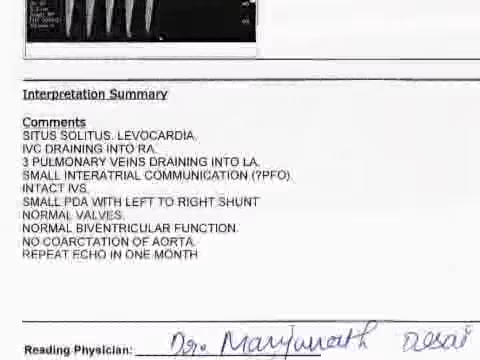 Interpretation Summary
Comments
SITUS SOLITUS. LEVOCARDIA.
IVC DRAINING INTO RA.
3 PULMONARY VEINS DRAINING INTO LA.
SMALL INTERATRIAL COMMUNICATION (?PFO).
INTACT IVS.
SMALL PDA WITH LEFT TO RIGHT SHUNT
NORMAL VALVES.
NORMAL BIVENTRICULAR FUNCTION.
NO COARCTATION OF AORTA.
REPEAT ECHO IN ONE MONTH
Reading Physician: Dr. Manjunath Desai